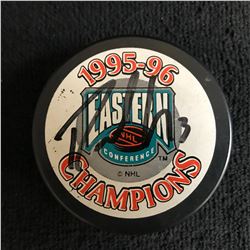 1995-96
EASTERN
NHL
CONFERENCE
TM
© NHL
CHAMPIONS